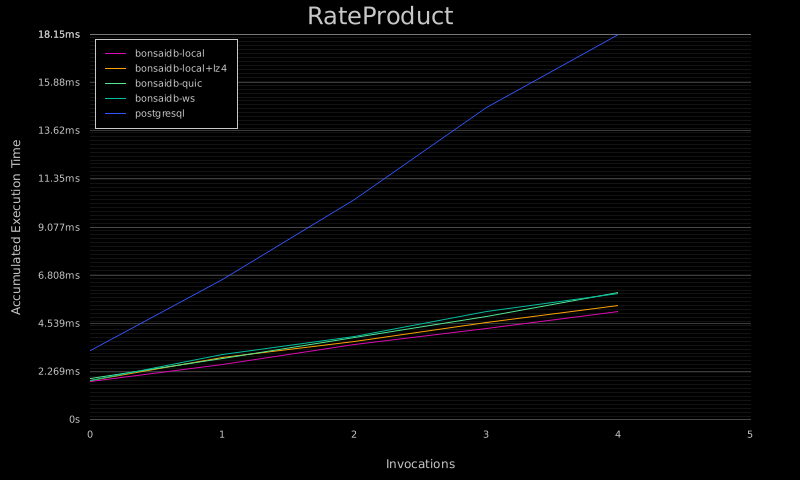 RateProduct
18.15ms
15.88ms
13.62ms
11.35ms
9.077ms
6.808ms
4.539ms
2.269ms
0s
Accumulated Execution Time
bonsaidb-local
bonsaidb-local+lz4
bonsaidb-quic
bonsaidb-ws
postgresql
0 1 2 3 4 5
Invocations